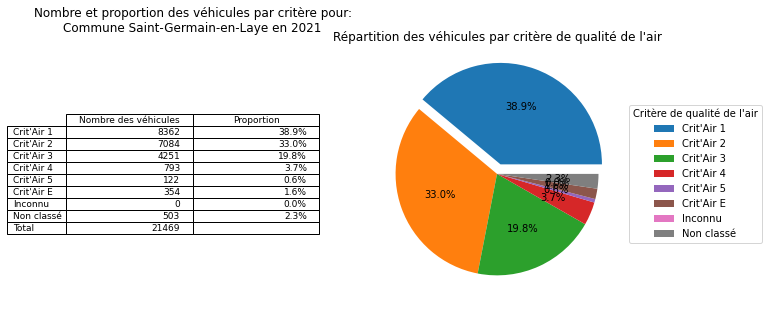 Nombre et proportion des véhicules par critère pour:
Commune Saint-Germain-en-Laye en 2021
Nombre des véhicules Proportion
Crit'Air 1 8362 38.9%
Crit'Air 2 7084 33.0%
Crit'Air 3 4251 19.8%
Crit'Air 4 793 3.7%
Crit'Air 5 122 0.6%
Crit'Air E 354 1.6%
Inconnu 0 0.0%
Non classé 503 2.3%
Total 21469
Répartition des véhicules par critère de qualité de l'air
38.9%
33.0%
19.8%
3.7%
2.3%
Critère de qualité de l'air
Crit'Air 1
Crit'Air 2
Crit'Air 3
Crit'Air 4
Crit'Air 5
Crit'Air E
Inconnu
Non classé